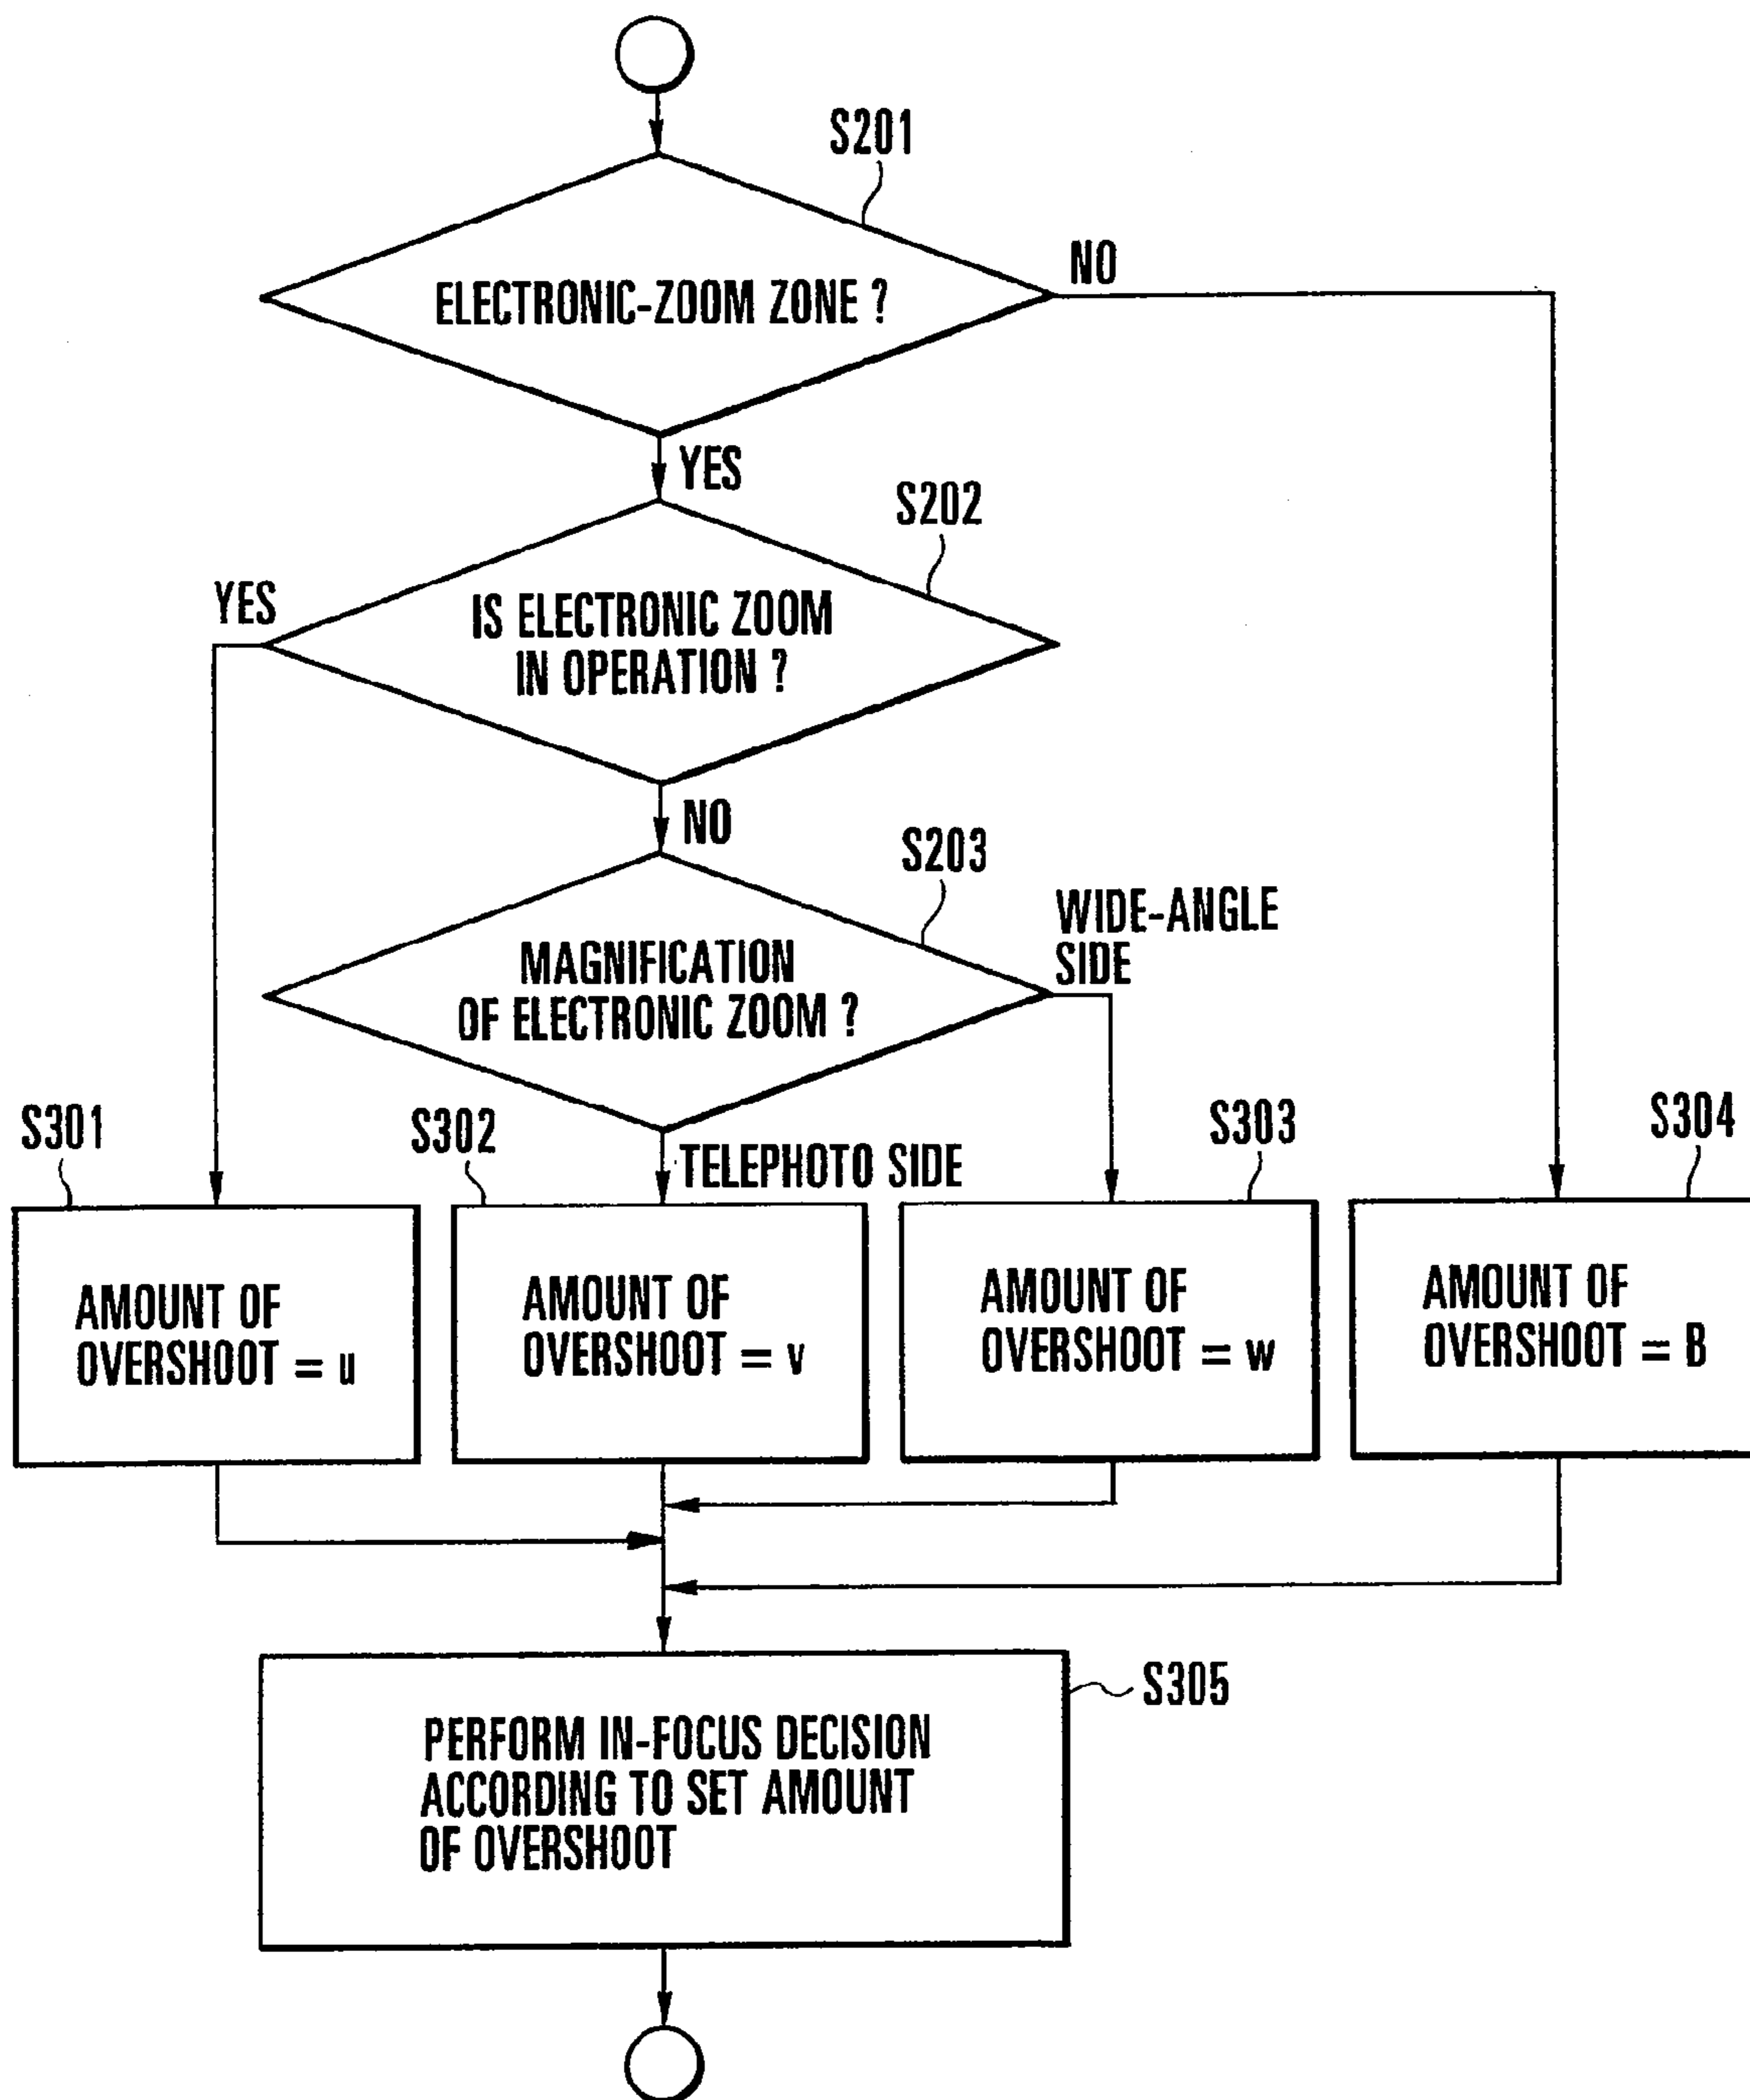 S201
ELECTRONIC-ZOOM ZONE ?
NO
YES
S202
YES
IS ELECTRONIC ZOOM
IN OPERATION ?
NO
S203
WIDE-ANGLE
SIDE
MAGNIFICATION
OF ELECTRONIC ZOOM ?
TELEPHOTO SIDE
S301
S302
S303
S304
AMOUNT OF
OVERSHOOT = u
AMOUNT OF
OVERSHOOT = v
AMOUNT OF
OVERSHOOT = w
AMOUNT OF
OVERSHOOT = B
S305
PERFORM IN-FOCUS DECISION
ACCORDING TO SET AMOUNT
OF OVERSHOOT